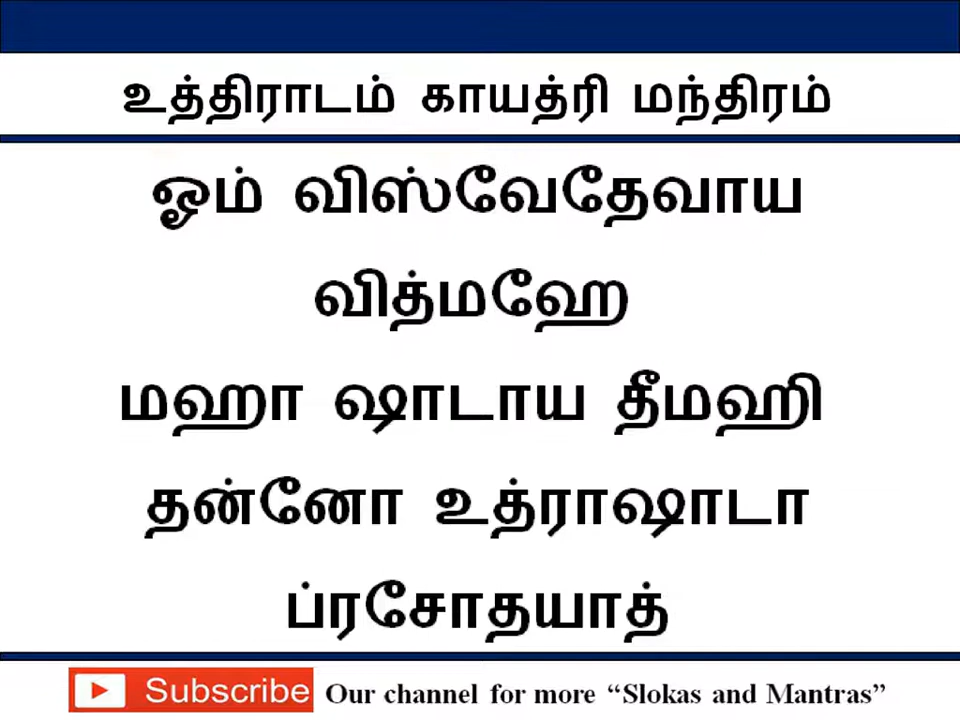 உத்திராடம் காயத்ரி மந்திரம்
ஓம் விஸ்வேதேவாய
வித்மஹே
மஹா ஷாடாய தீமஹி
தன்னோ உத்ராஷாடா
ப்ரசோதயாத்
Subscribe Our channel for more “Slokas and Mantras”